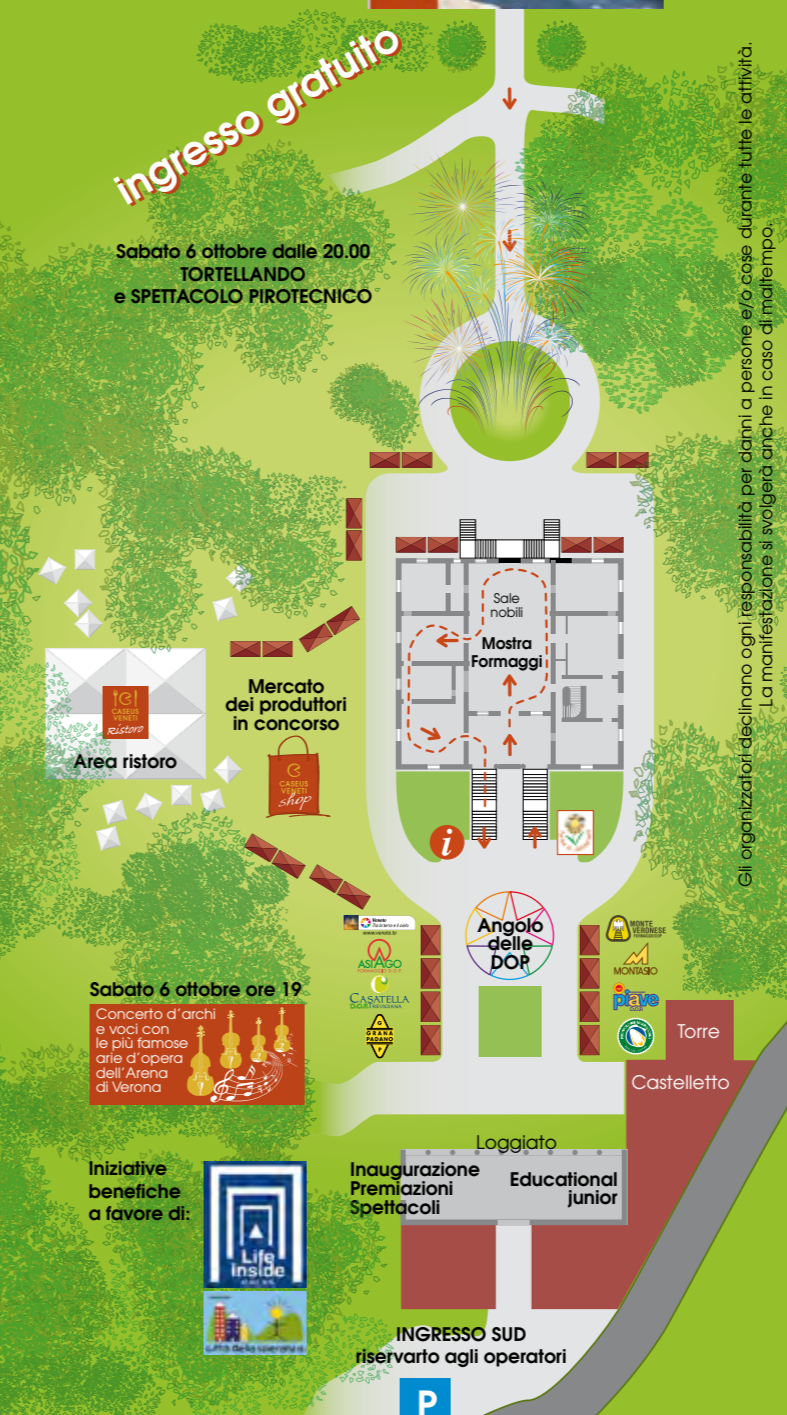 ingresso gratuito
Sabato 6 ottobre dalle 20.00
TORTELLANDO
e SPETTACOLO PIROTECNICO
Gli organizzatori declinano ogni responsabilità per danni a persone e/o cose durante tutte le attività.
La manifestazione si svolgerà anche in caso di maltempo.
Sale
nobili
Mostra
Formaggi
Mercato
dei produttori
in concorso
CASEUS
VENETI
Ristoro
Area ristoro
CASEUS
VENETI
shop
i
Angolo
delle
DOP
Veneto
www.veneto.to
ASIAGO
CASATELLA
TREVIGIANA
GRANA
PADANO
MONTE
VERONESE
MONTASIO
piave
Sabato 6 ottobre ore 19
Concerto d'archi
e voci con
le più famose
arie d'opera
dell'Arena
di Verona
Torre
Castelletto
Loggiato
Inaugurazione
Premiazioni
Spettacoli
Educational
junior
Iniziative
benefiche
a favore di:
Life
inside
INGRESSO SUD
riservarto agli operatori
P